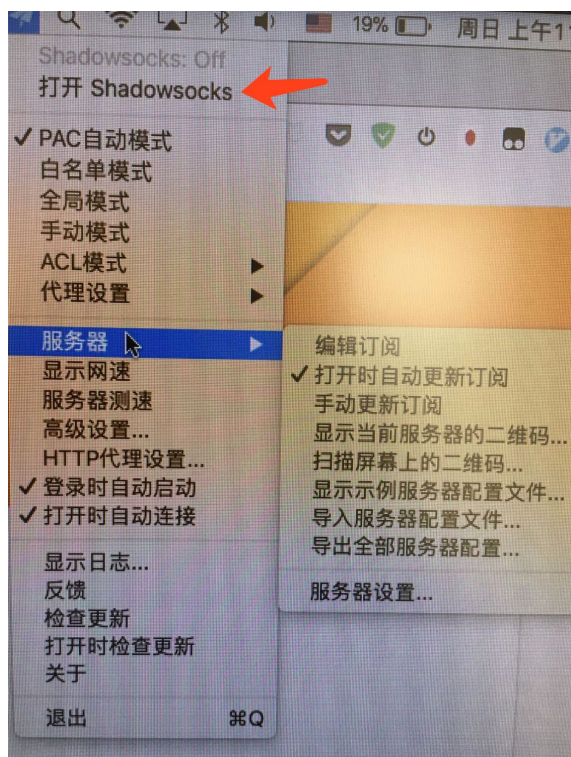 19% 周日 上午1
Shadowsocks: Off
打开 Shadowsocks
✓ PAC自动模式
白名单模式
全局模式
手动模式
ACL模式 ▶
代理设置 ▶
服务器 ▶
显示网速
服务器测速
高级设置...
HTTP代理设置...
✓ 登录时自动启动
✓ 打开时自动连接
显示日志...
反馈
检查更新
打开时检查更新
关于
退出 ⌘Q
编辑订阅
✓ 打开时自动更新订阅
手动更新订阅
显示当前服务器的二维码...
扫描屏幕上的二维码...
显示示例服务器配置文件...
导入服务器配置文件...
导出全部服务器配置...
服务器设置...